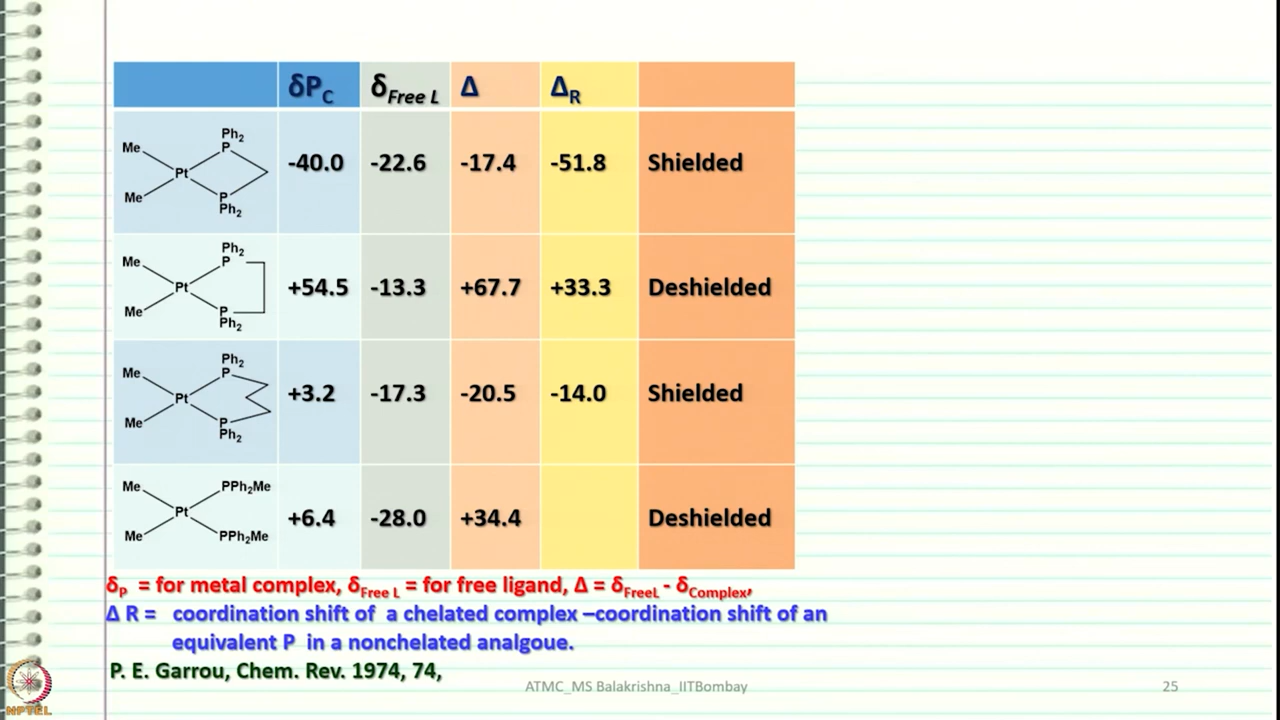 δP_C δ_Free L Δ Δ_R
Ph₂
Me P
Pt
Me P
Ph₂
-40.0 -22.6 -17.4 -51.8 Shielded
Ph₂
Me P
Pt
Me P
Ph₂
+54.5 -13.3 +67.7 +33.3 Deshielded
Ph₂
Me P
Pt
Me P
Ph₂
+3.2 -17.3 -20.5 -14.0 Shielded
Me PPh₂Me
Pt
Me PPh₂Me
+6.4 -28.0 +34.4 Deshielded
δ_P = for metal complex, δ_Free L = for free ligand, Δ = δ_FreeL - δ_Complex,
Δ R = coordination shift of a chelated complex –coordination shift of an
equivalent P in a nonchelated analgoue.
P. E. Garrou, Chem. Rev. 1974, 74,
ATMC_MS Balakrishna_IITBombay
25
NPTEL